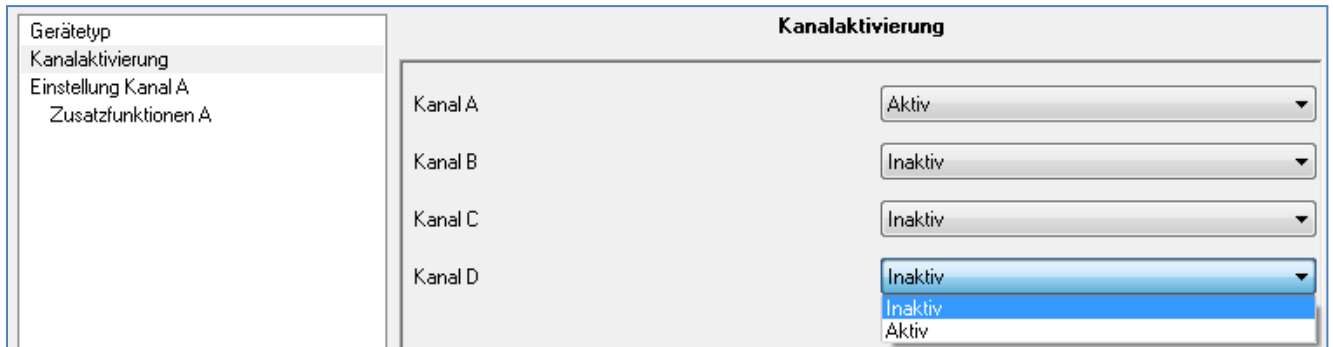 Gerätetyp
Kanalaktivierung
Einstellung Kanal A
Zusatzfunktionen A
Kanalaktivierung
Kanal A Aktiv
Kanal B Inaktiv
Kanal C Inaktiv
Kanal D Inaktiv
Inaktiv
Aktiv